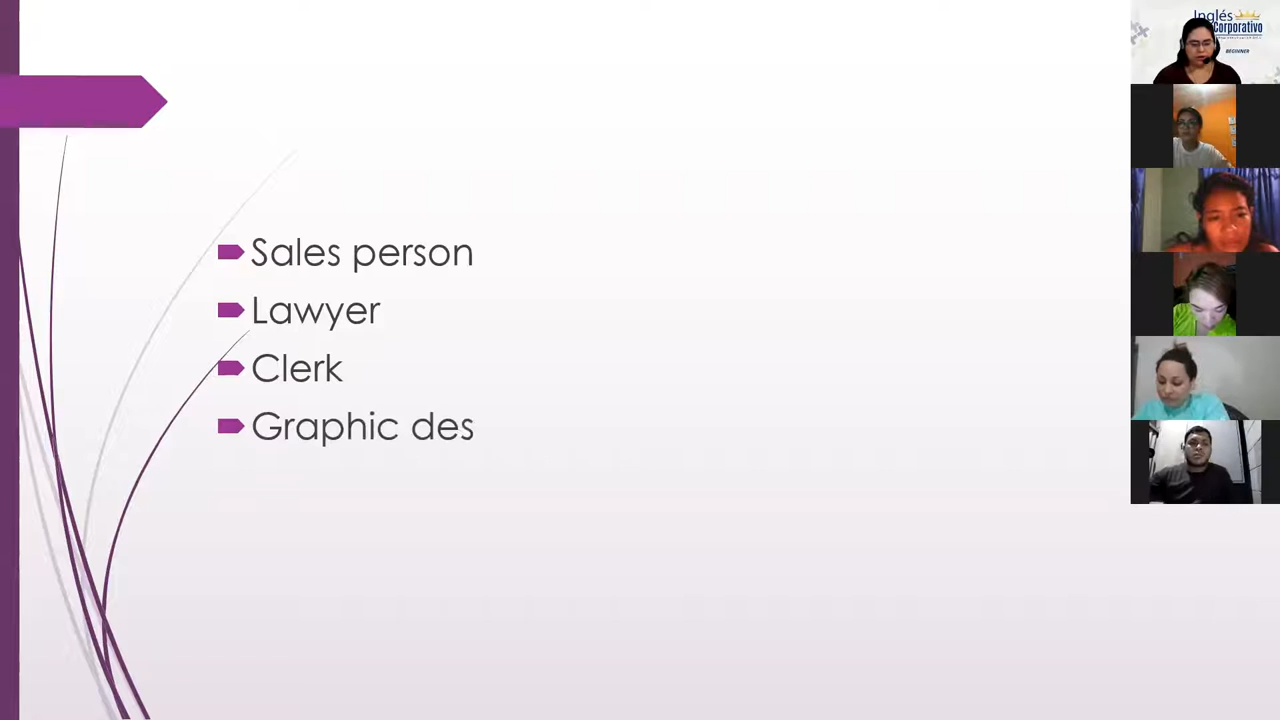 Sales person
Lawyer
Clerk
Graphic des
Inglés
Corporativo
BEGINNER